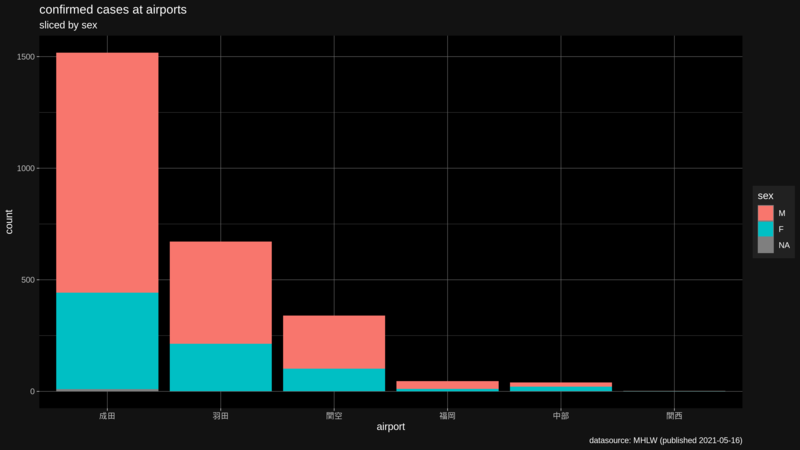 confirmed cases at airports
sliced by sex
1500
1000
500
0
count
成田
羽田
関空
福岡
中部
関西
airport
sex
M
F
NA
datasource: MHLW (published 2021-05-16)